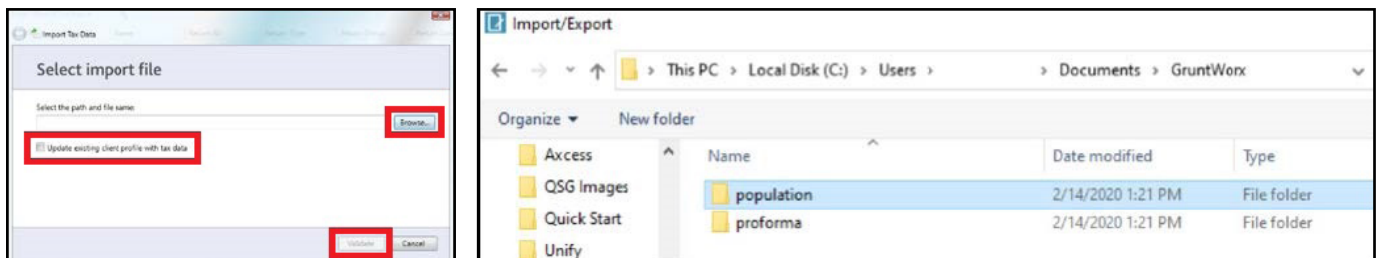 Import Tax Data
Select import file
Select the path and file name:
Browse...
Update existing client profile with tax data
Validate Cancel
Import/Export
This PC > Local Disk (C:) > Users > > Documents > GruntWorx
Organize New folder
Axcess
QSG Images
Quick Start
Unify
Name Date modified Type
population 2/14/2020 1:21 PM File folder
proforma 2/14/2020 1:21 PM File folder